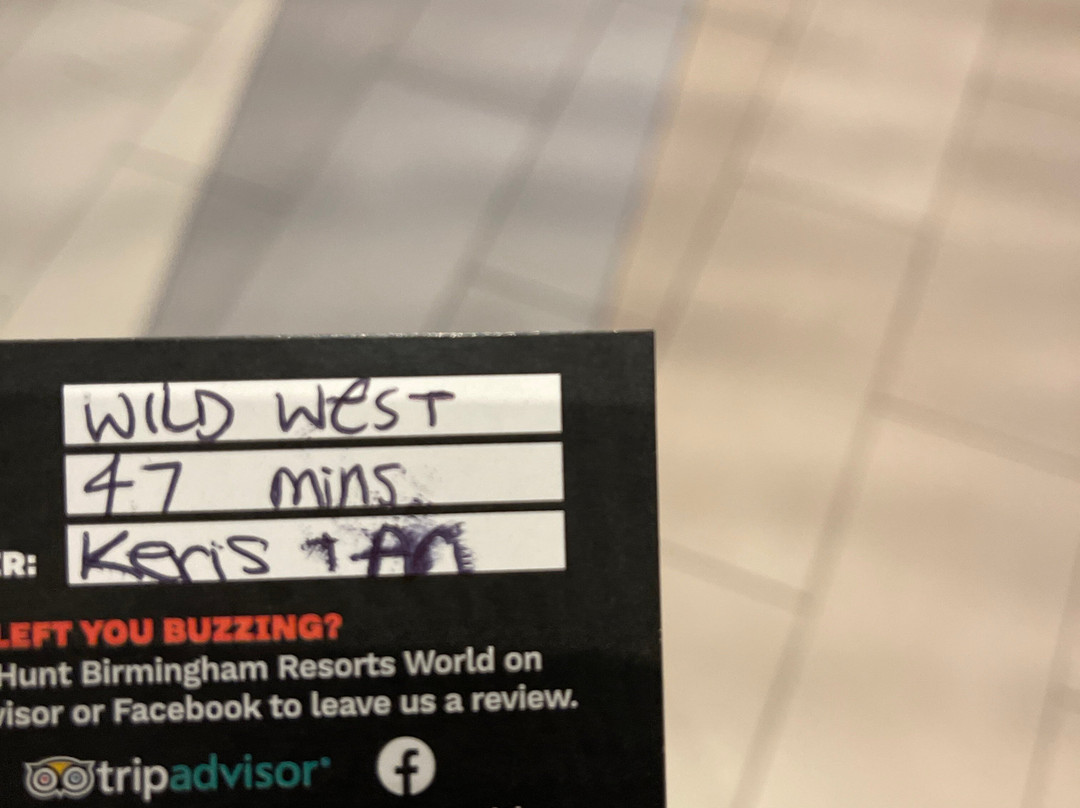 WILD WeST
47 mins
R: Keris +
LEFT YOU BUZZING?
Hunt Birmingham Resorts World on
visor or Facebook to leave us a review.
tripadvisor f